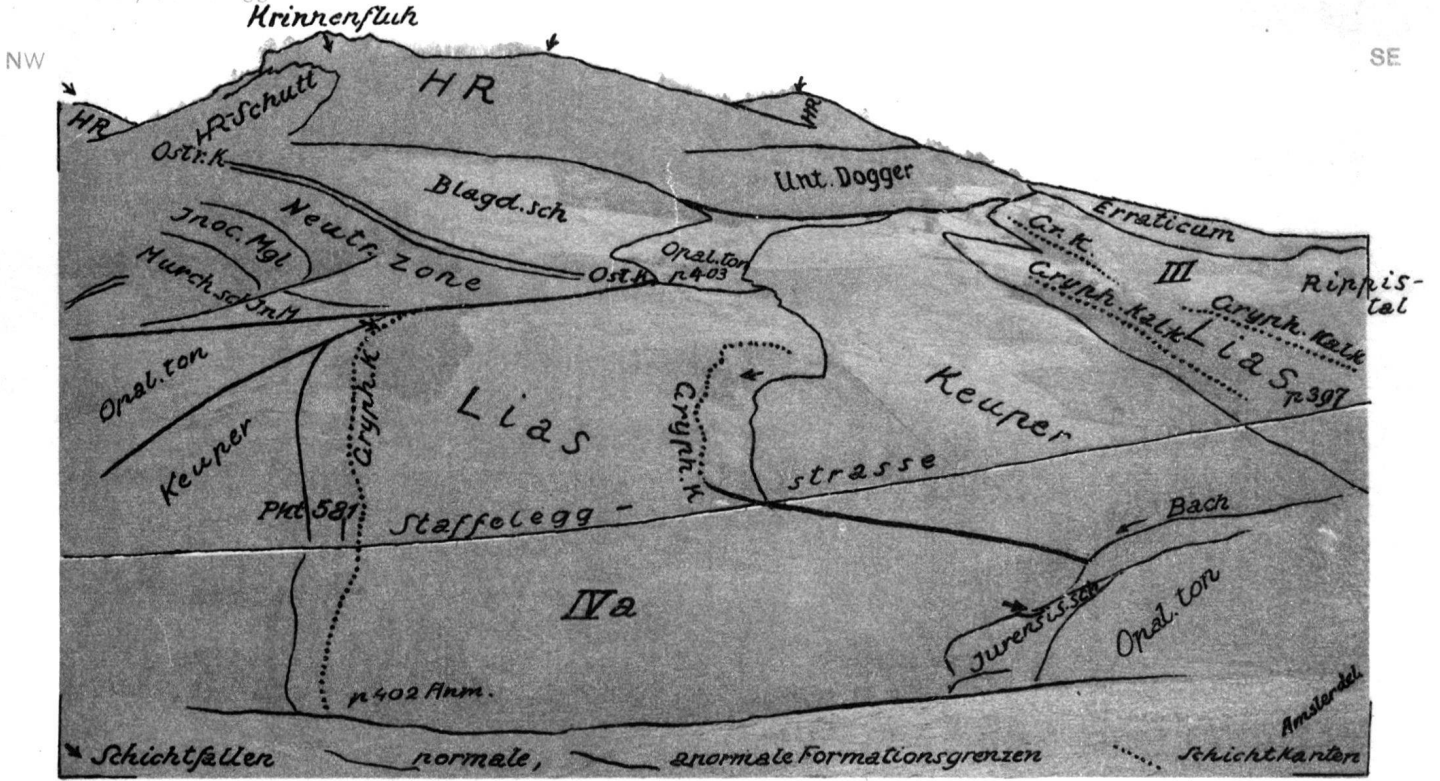 Krinnenfluh
NW
SE
HR
HR-Schutt
HR
HR
Ostr.K
Blagd.sch
Unt. Dogger
Neutr. Zone
Jnoc. Mgl
Murch.sch
JnM
Ost.K
Opal.ton
p 403
Erraticum
Gr.K
III
Rippis-
tal
Gryph. Kalk
Gryph. Kalk
Lias
p 397
Opal.ton
Keuper
Gryph.K
Lias
Gryph.K
Keuper
Pkt 581
Staffelegg -
strasse
Bach
IVa
Jurensis.sch
Opal.ton
p 402 Anm.
Amsler del.
Schichtfallen normale, anormale Formationsgrenzen Schichtkanten